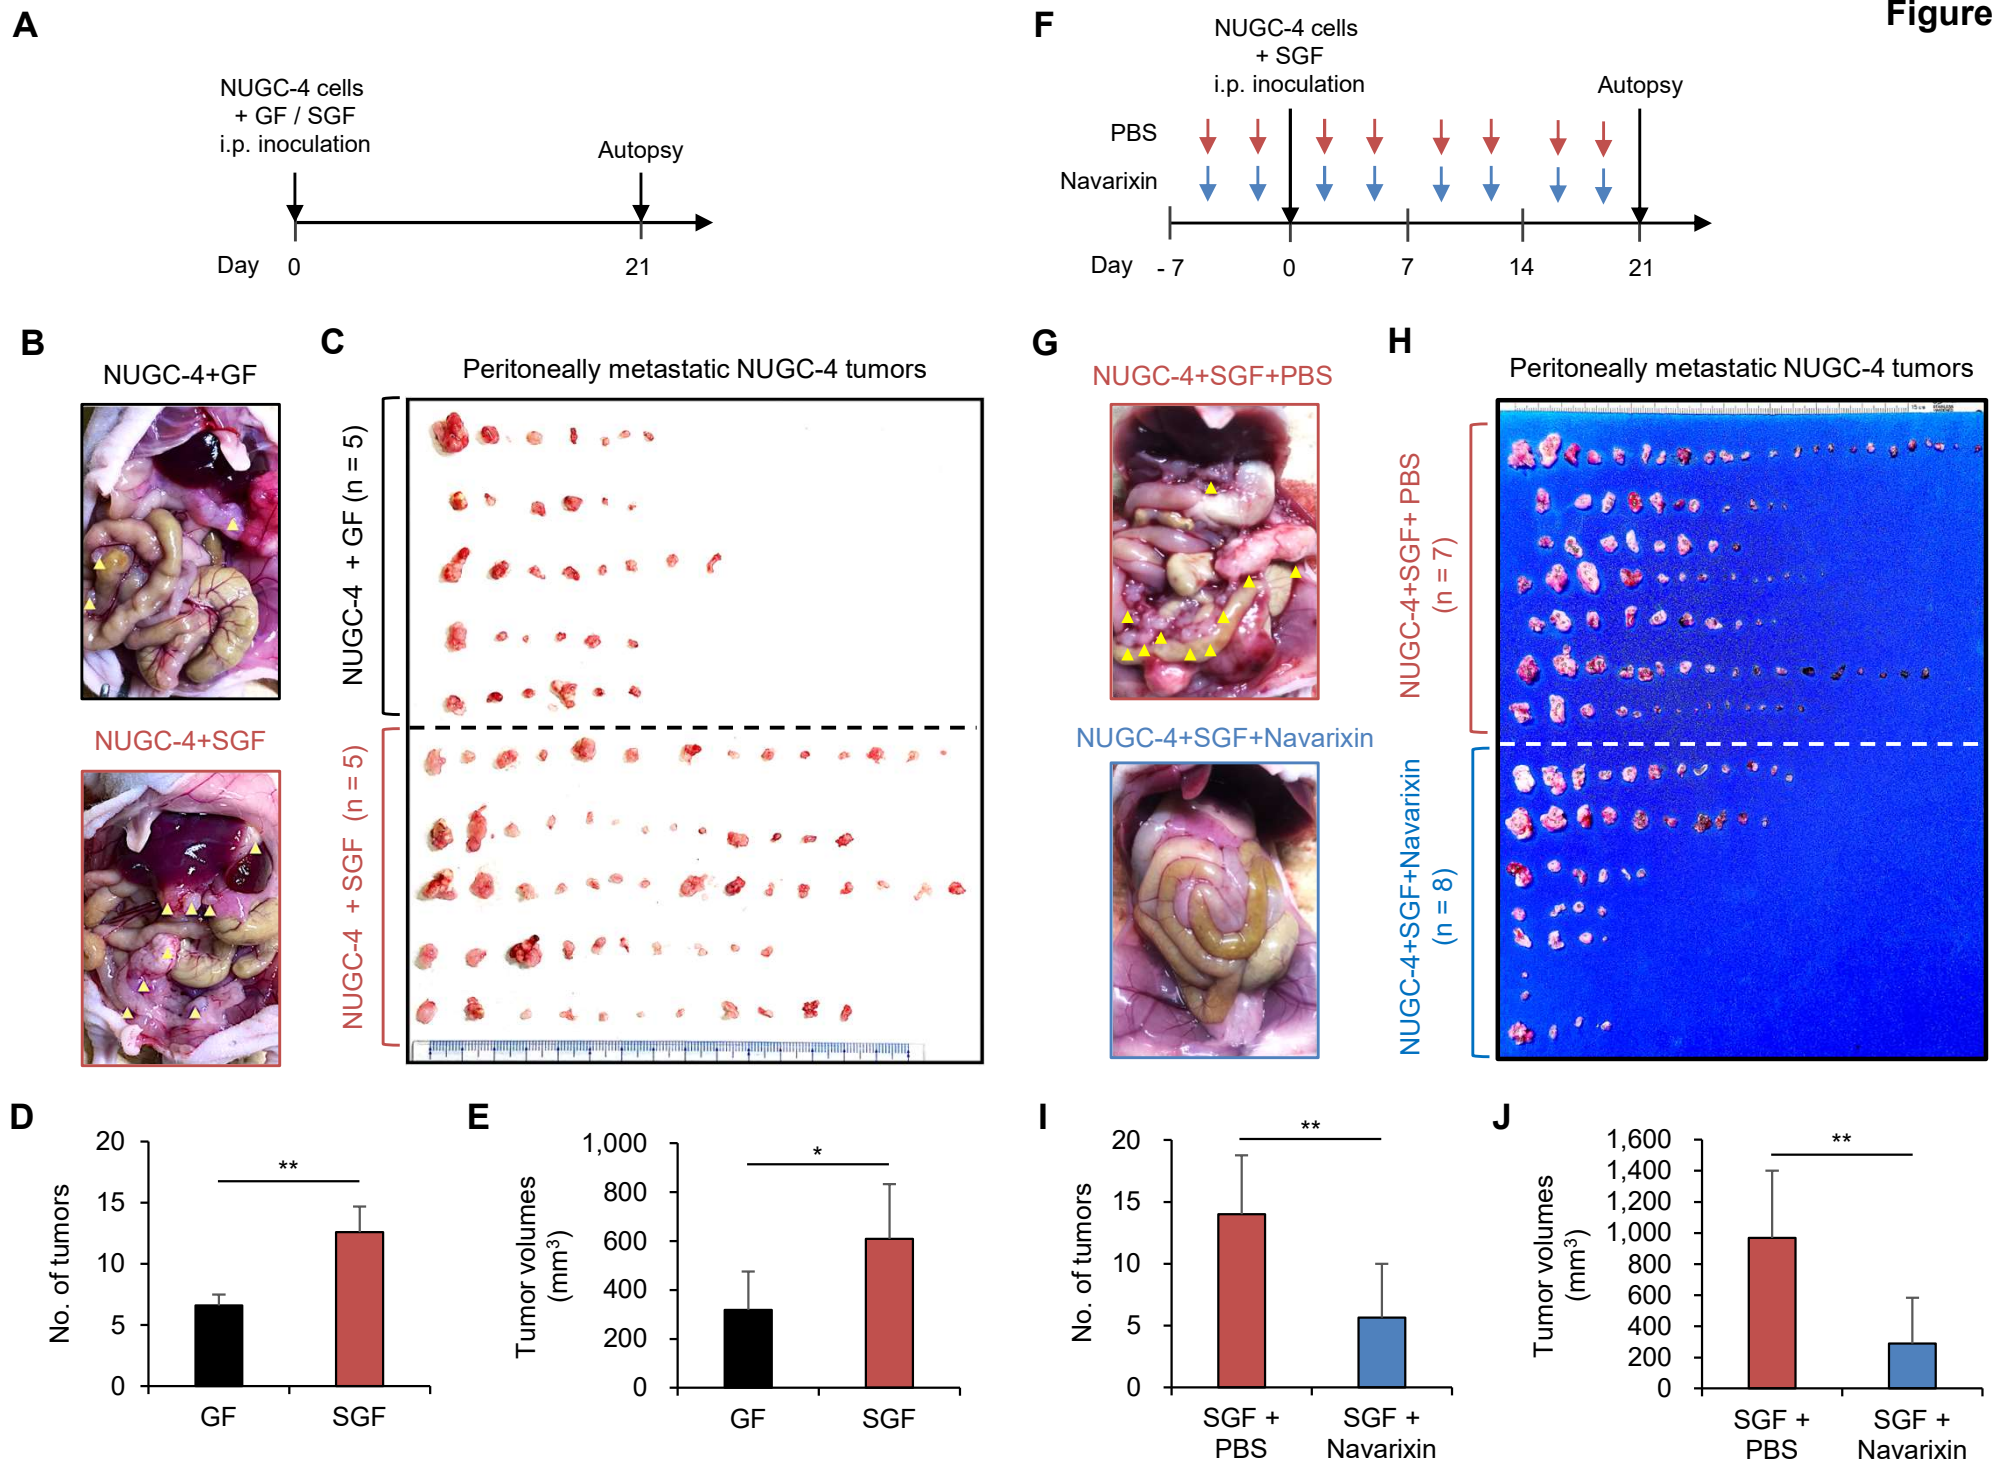 Figure
A
NUGC-4 cells
+ GF / SGF
i.p. inoculation
Autopsy
Day
0
21
B
NUGC-4+GF
NUGC-4+SGF
C
Peritoneally metastatic NUGC-4 tumors
NUGC-4 + GF (n = 5)
NUGC-4 + SGF (n = 5)
D
No. of tumors
20
15
10
5
0
**
GF
SGF
E
Tumor volumes
(mm3)
1,000
800
600
400
200
0
*
GF
SGF
F
NUGC-4 cells
+ SGF
i.p. inoculation
Autopsy
PBS
Navarixin
Day
- 7
0
7
14
21
G
NUGC-4+SGF+PBS
NUGC-4+SGF+Navarixin
H
Peritoneally metastatic NUGC-4 tumors
NUGC-4+SGF+ PBS
(n = 7)
NUGC-4+SGF+Navarixin
(n = 8)
I
No. of tumors
20
15
10
5
0
**
SGF +
PBS
SGF +
Navarixin
J
Tumor volumes
(mm3)
1,600
1,400
1,200
1,000
800
600
400
200
0
**
SGF +
PBS
SGF +
Navarixin